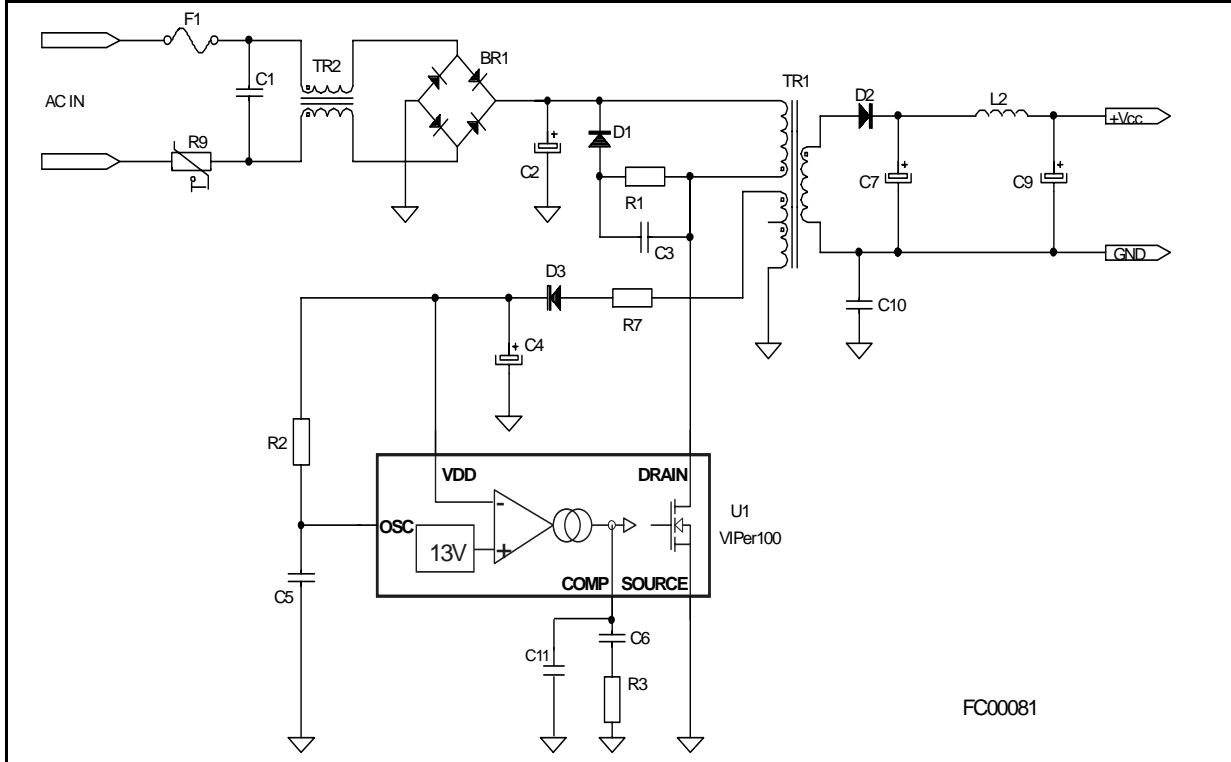 F1
C1
TR2
BR1
AC IN
R9
T°
C2
+
D1
R1
C3
TR1
D2
L2
+Vcc
C7
+
C9
+
GND
C10
D3
R7
C4
+
R2
VDD
DRAIN
OSC
-
13V
+
COMP
SOURCE
U1
VIPer100
C5
C11
C6
R3
FC00081